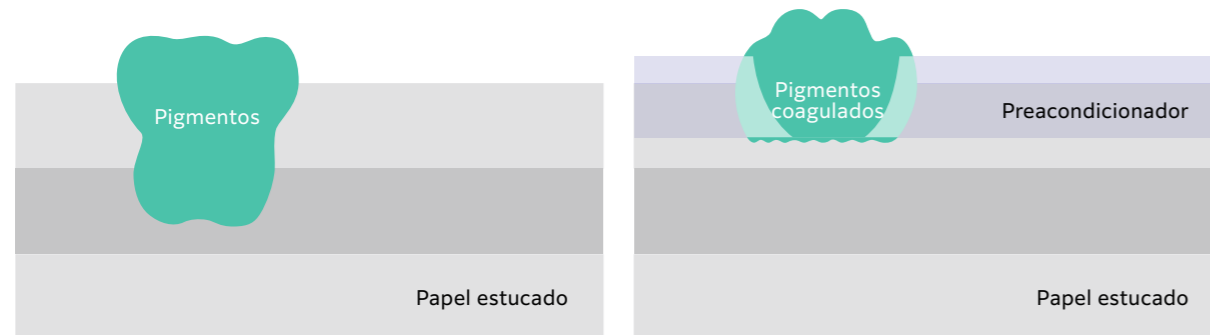 Pigmentos
Papel estucado
Pigmentos
coagulados
Preacondicionador
Papel estucado